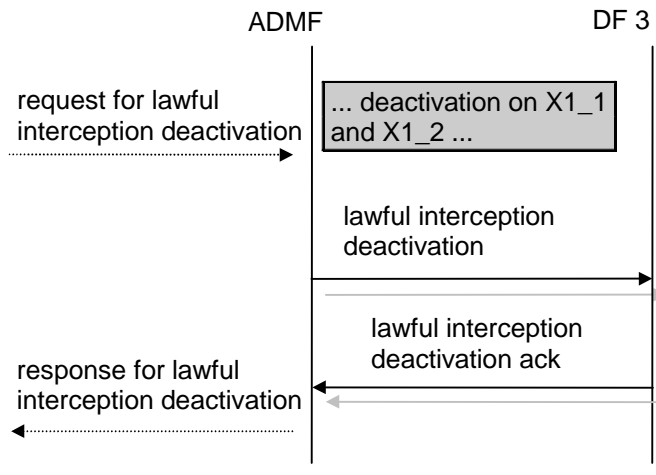 ADMF
DF 3
request for lawful
interception deactivation
... deactivation on X1_1
and X1_2 ...
lawful interception
deactivation
lawful interception
deactivation ack
response for lawful
interception deactivation